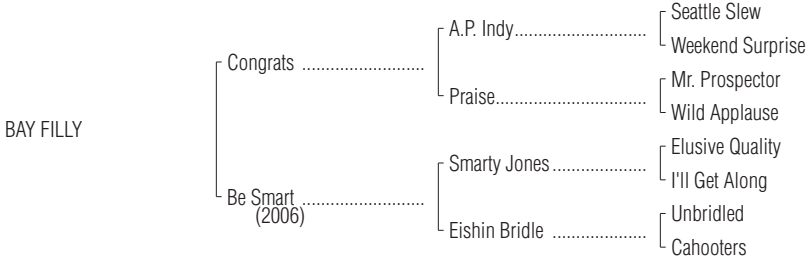 Seattle Slew
A.P. Indy
Weekend Surprise
Congrats
Mr. Prospector
Praise
Wild Applause
BAY FILLY
Elusive Quality
Smarty Jones
I'll Get Along
Be Smart
(2006)
Unbridled
Eishin Bridle
Cahooters